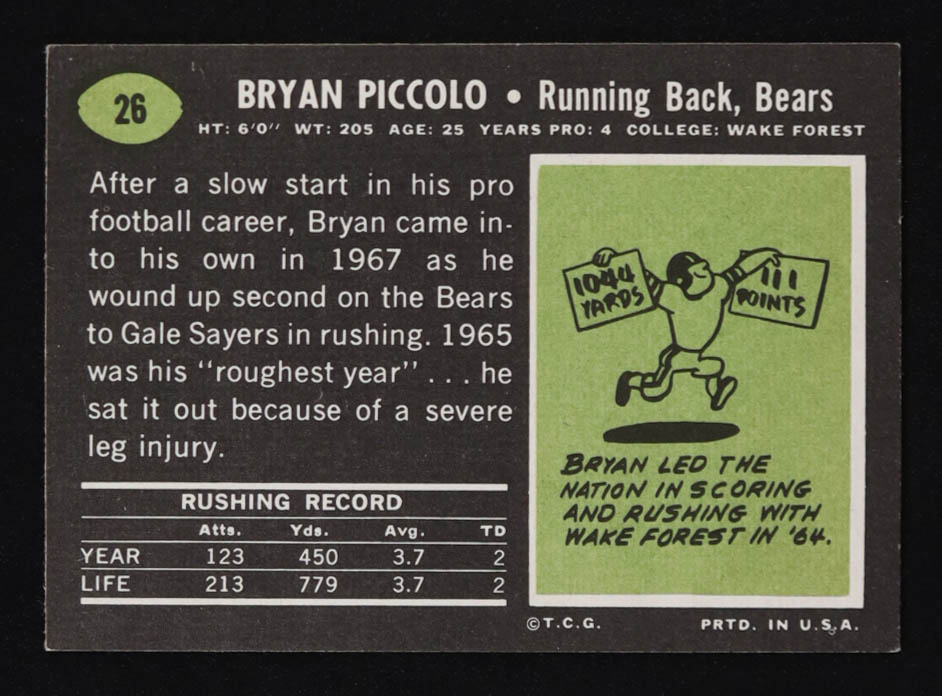 26
BRYAN PICCOLO • Running Back, Bears
HT: 6'0" WT: 205 AGE: 25 YEARS PRO: 4 COLLEGE: WAKE FOREST
After a slow start in his pro
football career, Bryan came in-
to his own in 1967 as he
wound up second on the Bears
to Gale Sayers in rushing. 1965
was his "roughest year" . . . he
sat it out because of a severe
leg injury.
RUSHING RECORD
Atts. Yds. Avg. TD
YEAR 123 450 3.7 2
LIFE 213 779 3.7 2
1044
YARDS
111
POINTS
BRYAN LED THE
NATION IN SCORING
AND RUSHING WITH
WAKE FOREST IN '64.
©T.C.G. PRTD. IN U.S.A.